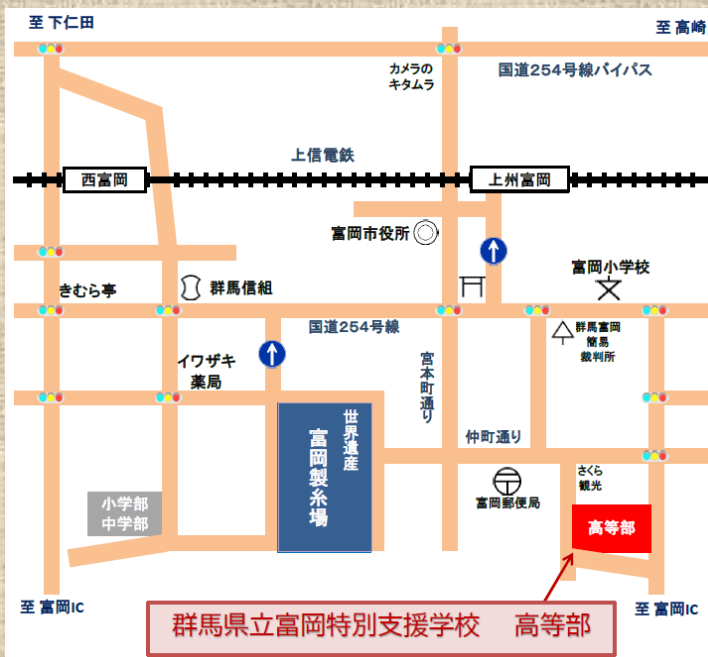 至 下仁田
至 高崎
カメラの
キタムラ
国道254号線バイパス
上信電鉄
西富岡
上州富岡
富岡市役所
富岡小学校
きむら亭
群馬信組
国道254号線
群馬富岡
簡易
裁判所
イワザキ
薬局
宮本町通り
世界遺産
富岡製糸場
仲町通り
さくら
観光
富岡郵便局
小学部
中学部
高等部
至 富岡IC
至 富岡IC
群馬県立富岡特別支援学校 高等部